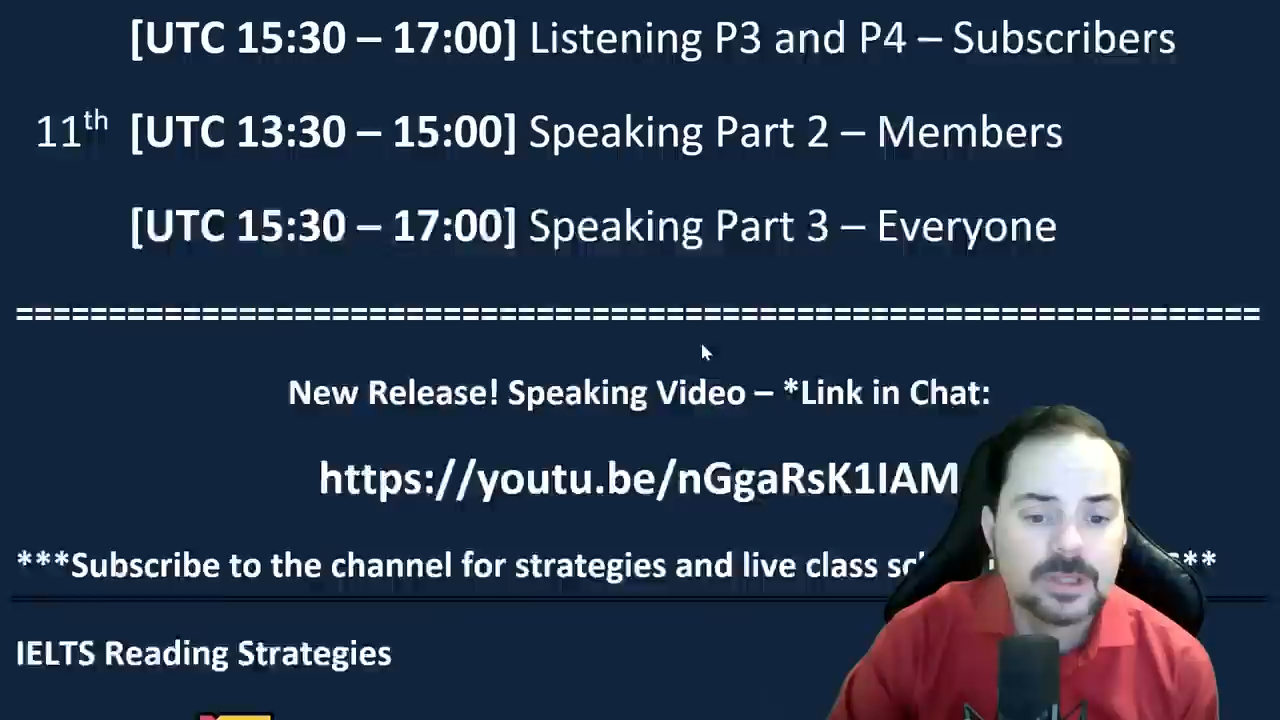 [UTC 15:30 – 17:00] Listening P3 and P4 – Subscribers
11th [UTC 13:30 – 15:00] Speaking Part 2 – Members
[UTC 15:30 – 17:00] Speaking Part 3 – Everyone
====================================================================
New Release! Speaking Video – *Link in Chat:
https://youtu.be/nGgaRsK1IAM
***Subscribe to the channel for strategies and live class
IELTS Reading Strategies